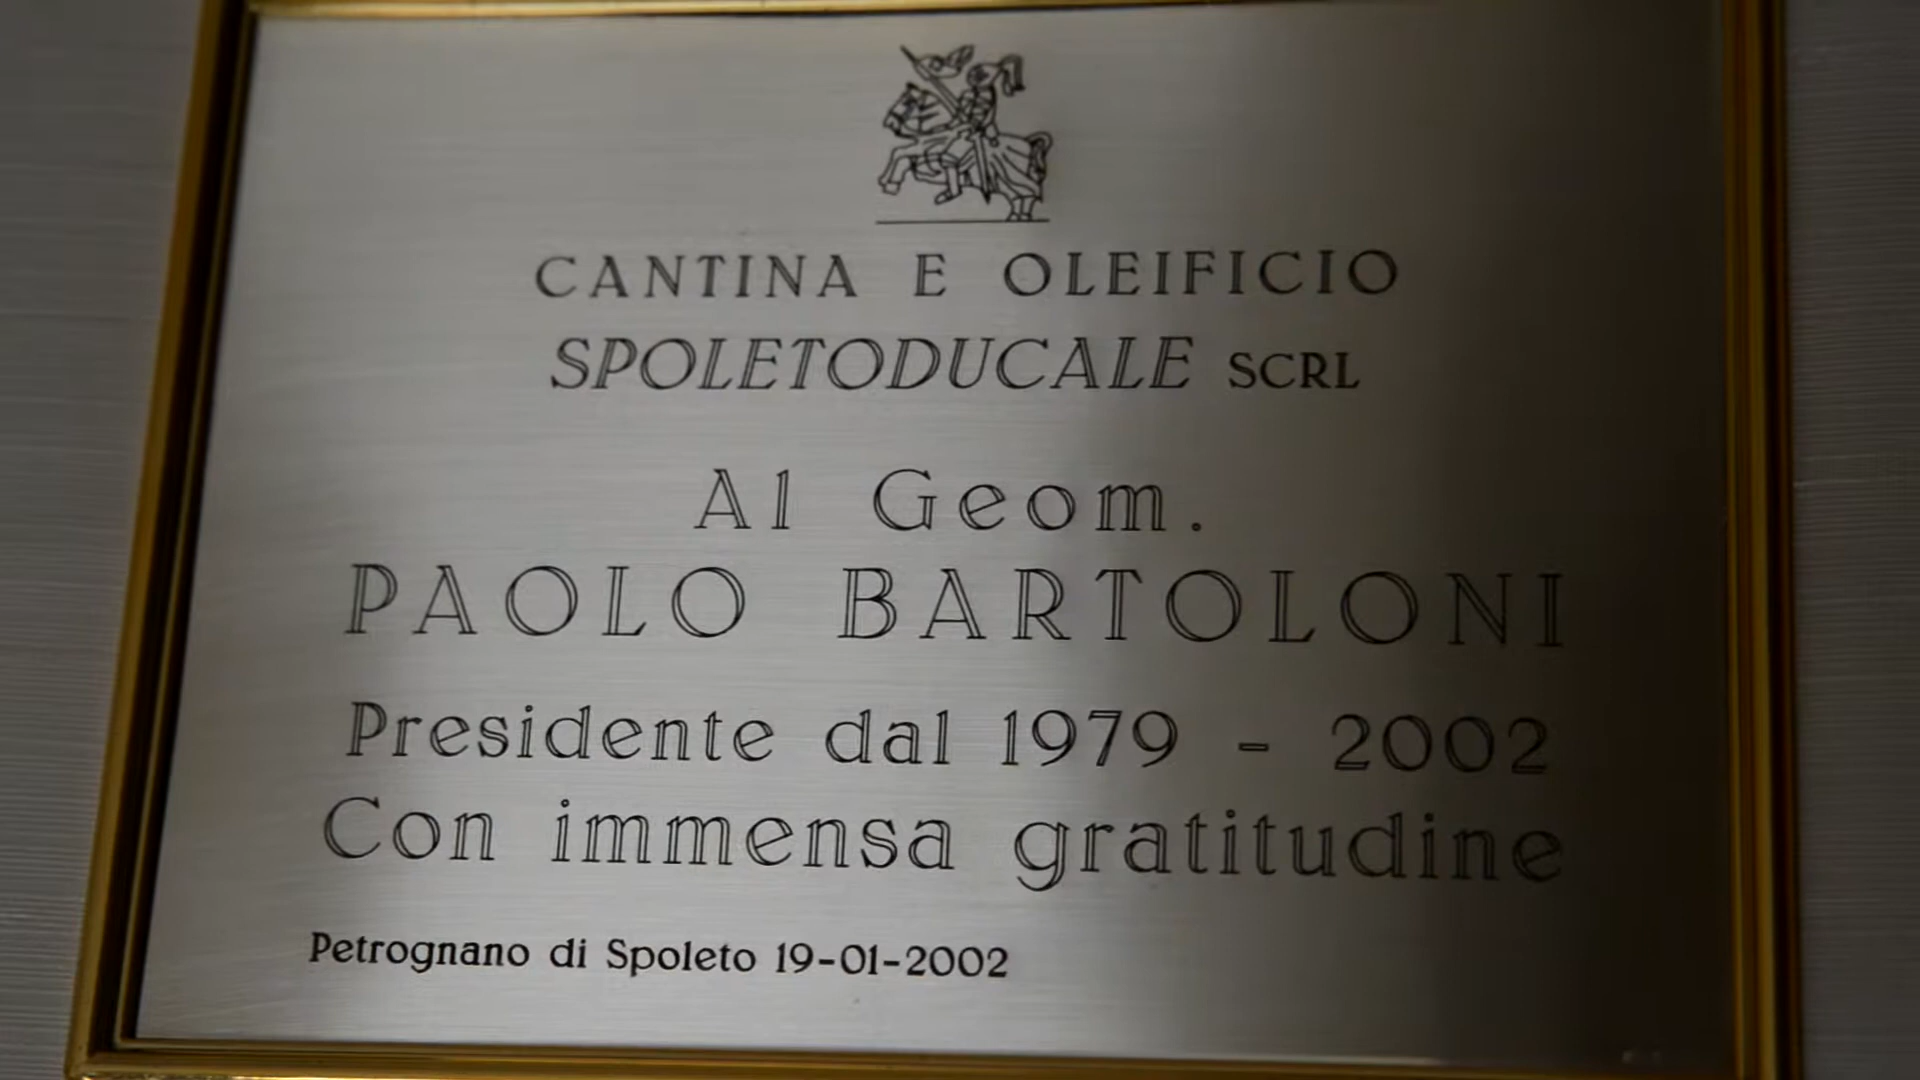 CANTINA E OLEIFICIO
SPOLETODUCALE SCRL
Al Geom.
PAOLO BARTOLONI
Presidente dal 1979 - 2002
Con immensa gratitudine
Petrognano di Spoleto 19-01-2002